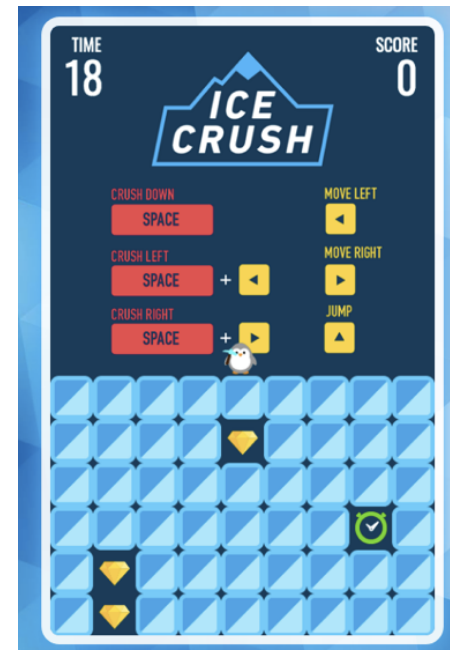 TIME
18
SCORE
0
ICE
CRUSH
CRUSH DOWN
SPACE
MOVE LEFT
CRUSH LEFT
SPACE +
MOVE RIGHT
CRUSH RIGHT
SPACE +
JUMP